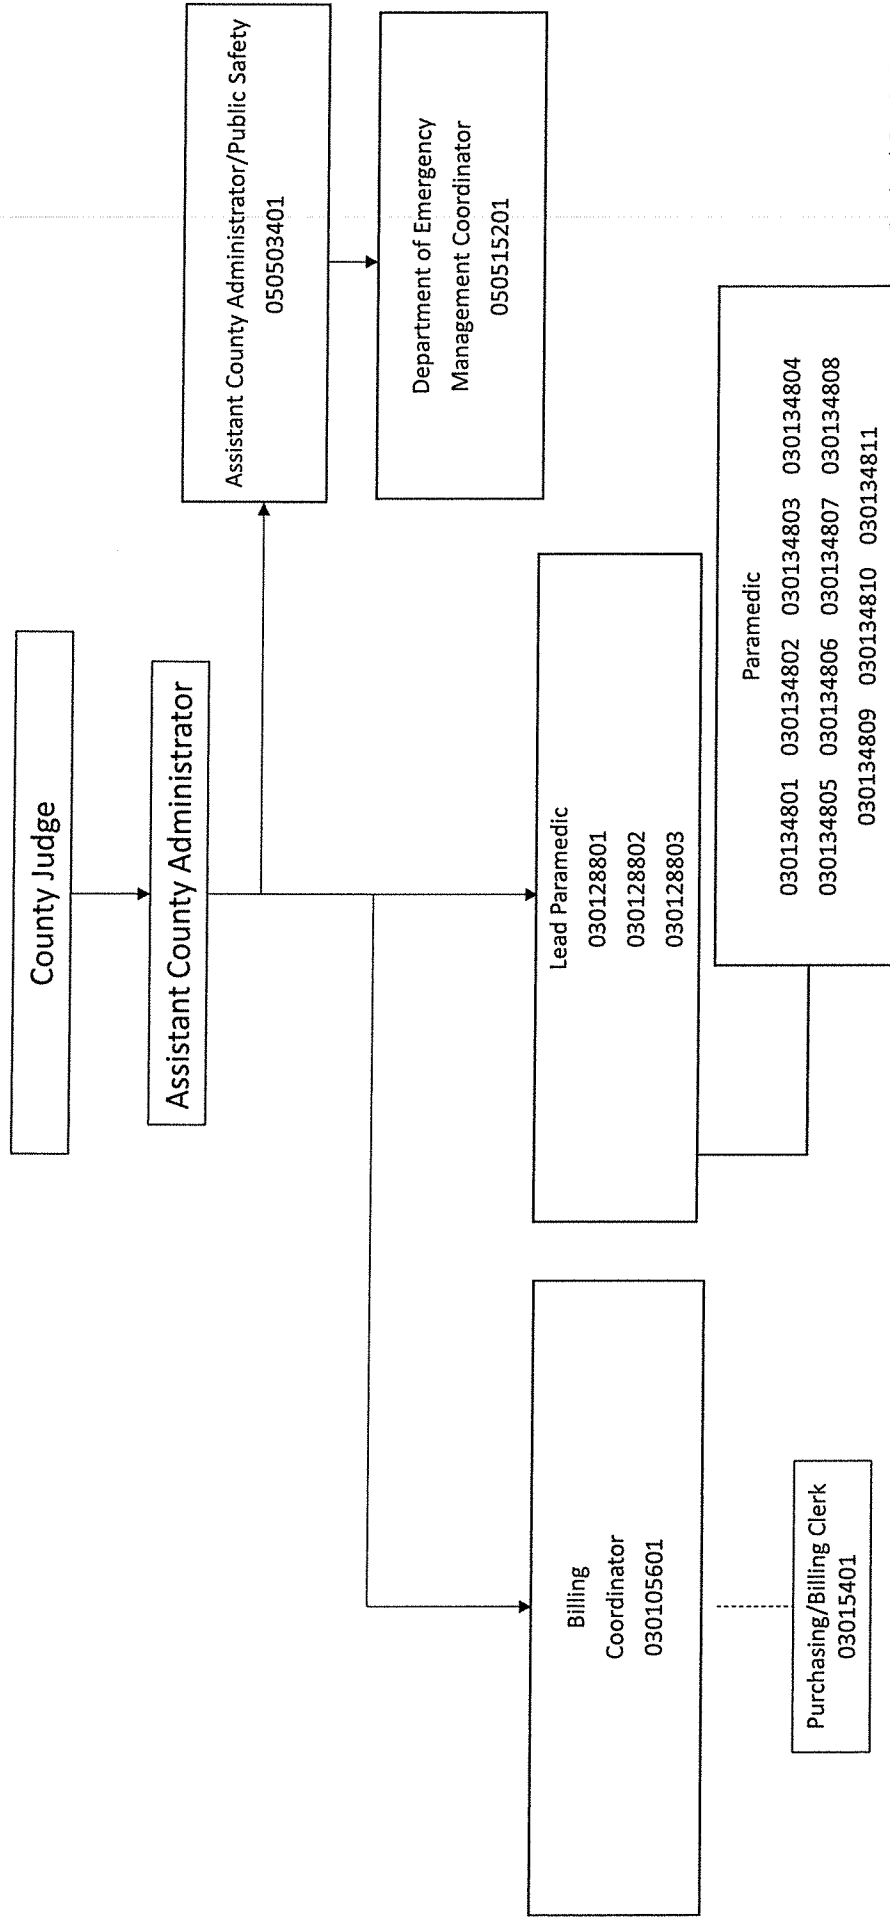 County Judge
Assistant County Administrator
Assistant County Administrator/Public Safety
050503401
Department of Emergency
Management Coordinator
050515201
Billing
Coordinator
030105601
Lead Paramedic
030128801
030128802
030128803
Purchasing/Billing Clerk
03015401
Paramedic
030134801 030134802 030134803 030134804
030134805 030134806 030134807 030134808
030134809 030134810 030134811